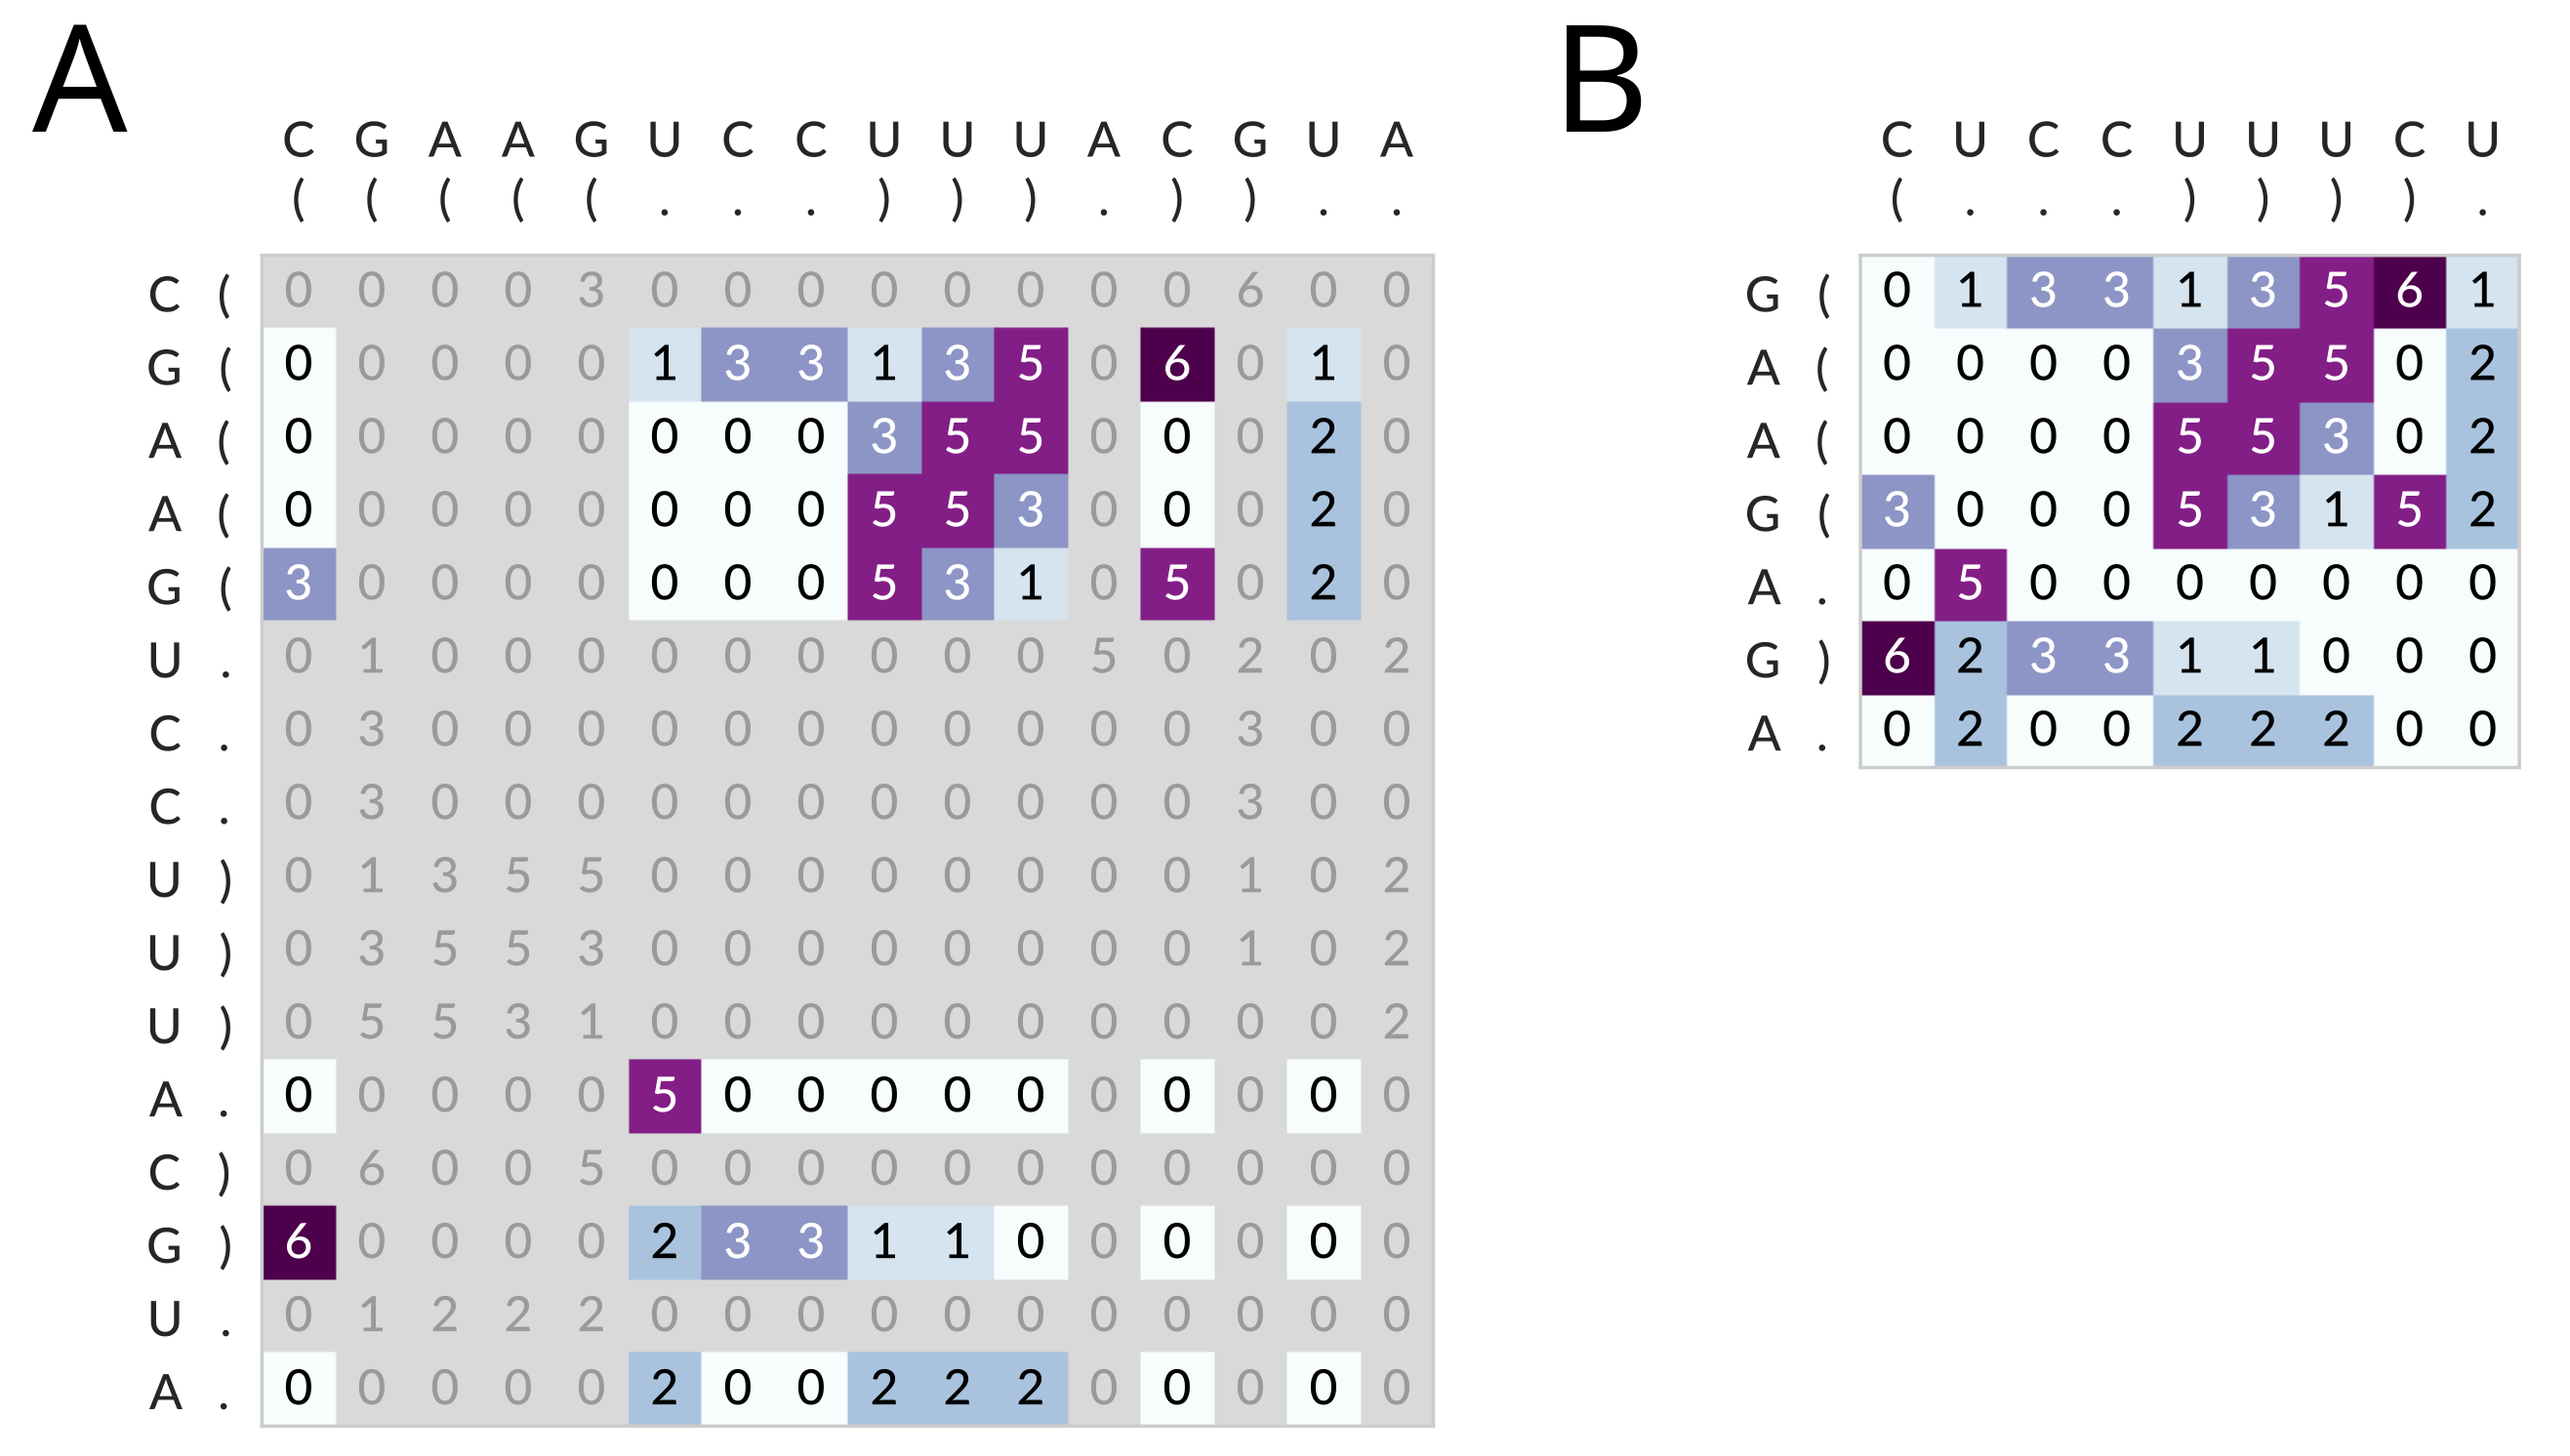 A
C G A A G U C C U U U A C G U A
( ( ( ( ( . . . ) ) ) . ) ) . .
C ( 0 0 0 0 3 0 0 0 0 0 0 0 0 6 0 0
G ( 0 0 0 0 0 1 3 3 1 3 5 0 6 0 1 0
A ( 0 0 0 0 0 0 0 0 3 5 5 0 0 0 2 0
A ( 0 0 0 0 0 0 0 0 5 5 3 0 0 0 2 0
G ( 3 0 0 0 0 0 0 0 5 3 1 0 5 0 2 0
U . 0 1 0 0 0 0 0 0 0 0 0 5 0 2 0 2
C . 0 3 0 0 0 0 0 0 0 0 0 0 0 3 0 0
C . 0 3 0 0 0 0 0 0 0 0 0 0 0 3 0 0
U ) 0 1 3 5 5 0 0 0 0 0 0 0 0 1 0 2
U ) 0 3 5 5 3 0 0 0 0 0 0 0 0 1 0 2
U ) 0 5 5 3 1 0 0 0 0 0 0 0 0 0 0 2
A . 0 0 0 0 0 5 0 0 0 0 0 0 0 0 0 0
C ) 0 6 0 0 5 0 0 0 0 0 0 0 0 0 0 0
G ) 6 0 0 0 0 2 3 3 1 1 0 0 0 0 0 0
U . 0 1 2 2 2 0 0 0 0 0 0 0 0 0 0 0
A . 0 0 0 0 0 2 0 0 2 2 2 0 0 0 0 0
B
C U C C U U U C U
( . . . ) ) ) ) .
G ( 0 1 3 3 1 3 5 6 1
A ( 0 0 0 0 3 5 5 0 2
A ( 0 0 0 0 5 5 3 0 2
G ( 3 0 0 0 5 3 1 5 2
A . 0 5 0 0 0 0 0 0 0
G ) 6 2 3 3 1 1 0 0 0
A . 0 2 0 0 2 2 2 0 0